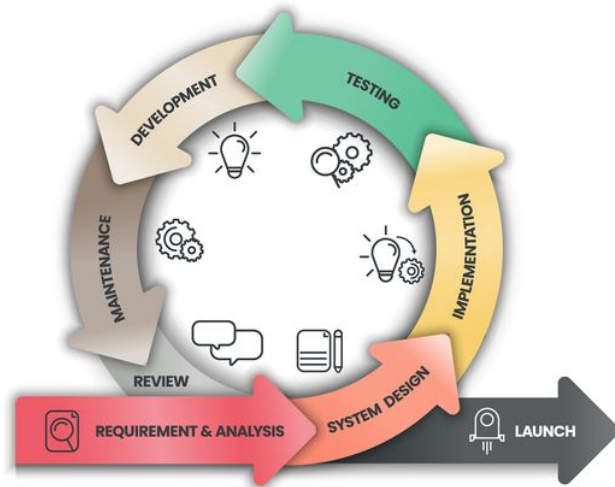 TESTING
DEVELOPMENT
IMPLEMENTATION
MAINTENANCE
REVIEW
SYSTEM DESIGN
REQUIREMENT & ANALYSIS
LAUNCH